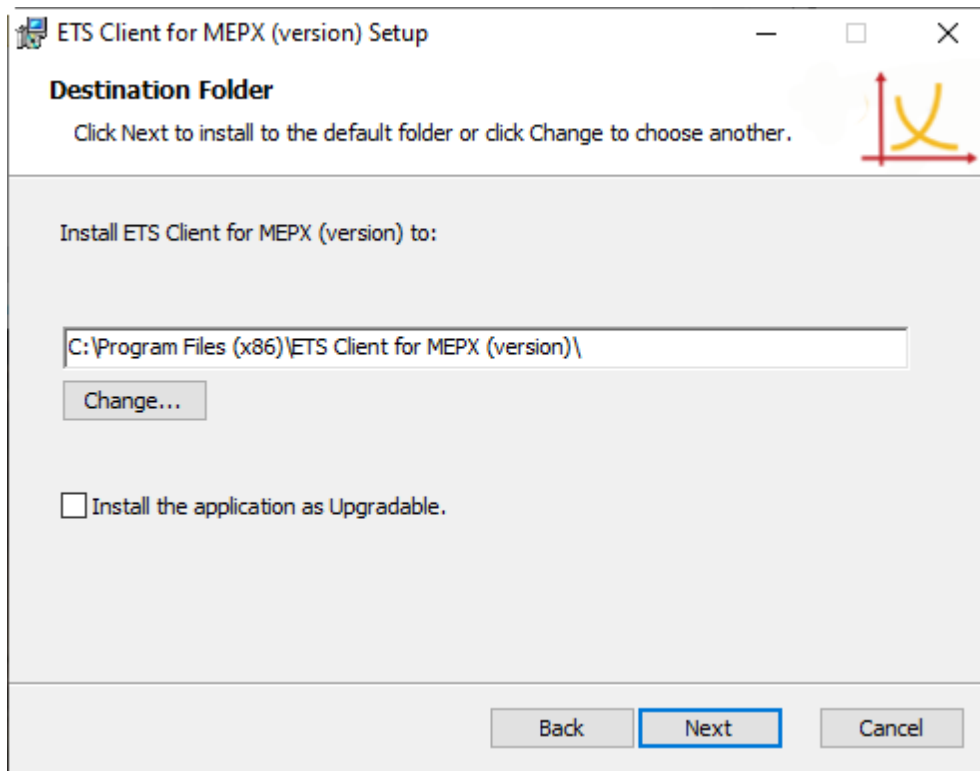 ETS Client for MEPX (version) Setup
Destination Folder
Click Next to install to the default folder or click Change to choose another.
Install ETS Client for MEPX (version) to:
C:\Program Files (x86)\ETS Client for MEPX (version)\
Change...
Install the application as Upgradable.
Back Next Cancel